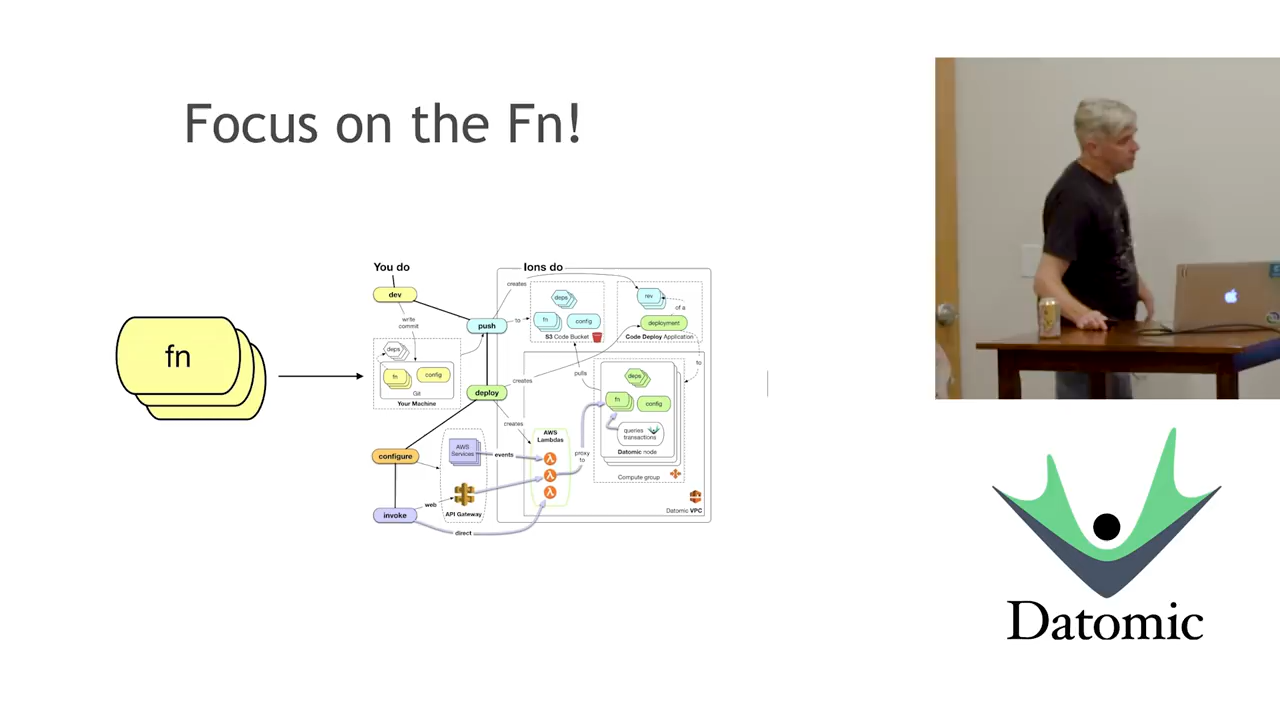 Focus on the Fn!
fn
You do
Ions do
dev
write
commit
deps
fn
config
Git
Your Machine
push
deploy
configure
invoke
creates
to
deps
fn
config
S3 Code Bucket
rev
of a
deployment
Code Deploy Application
to
creates
pulls
deps
fn
config
queries
transactions
Datomic node
Compute group
Datomic VPC
creates
AWS
Lambdas
proxy
to
AWS
Services
events
web
API Gateway
direct
Datomic